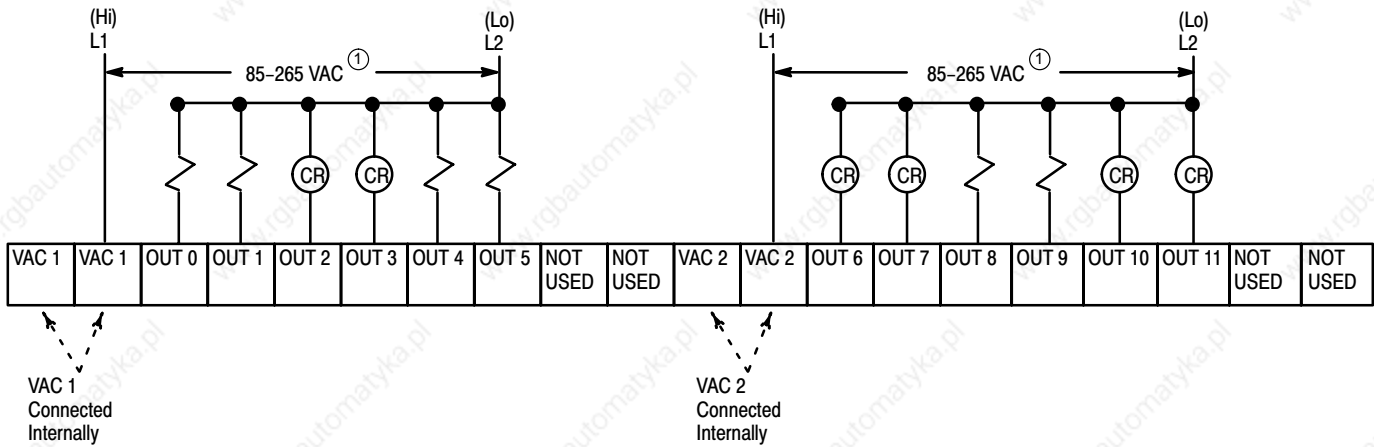 (Hi)
L1
(Lo)
L2
85–265 VAC ①
(Hi)
L1
(Lo)
L2
85–265 VAC ①
CR CR
CR CR CR CR
VAC 1 VAC 1 OUT 0 OUT 1 OUT 2 OUT 3 OUT 4 OUT 5 NOT USED NOT USED VAC 2 VAC 2 OUT 6 OUT 7 OUT 8 OUT 9 OUT 10 OUT 11 NOT USED NOT USED
VAC 1
Connected
Internally
VAC 2
Connected
Internally
www.rgbautomatyka.pl